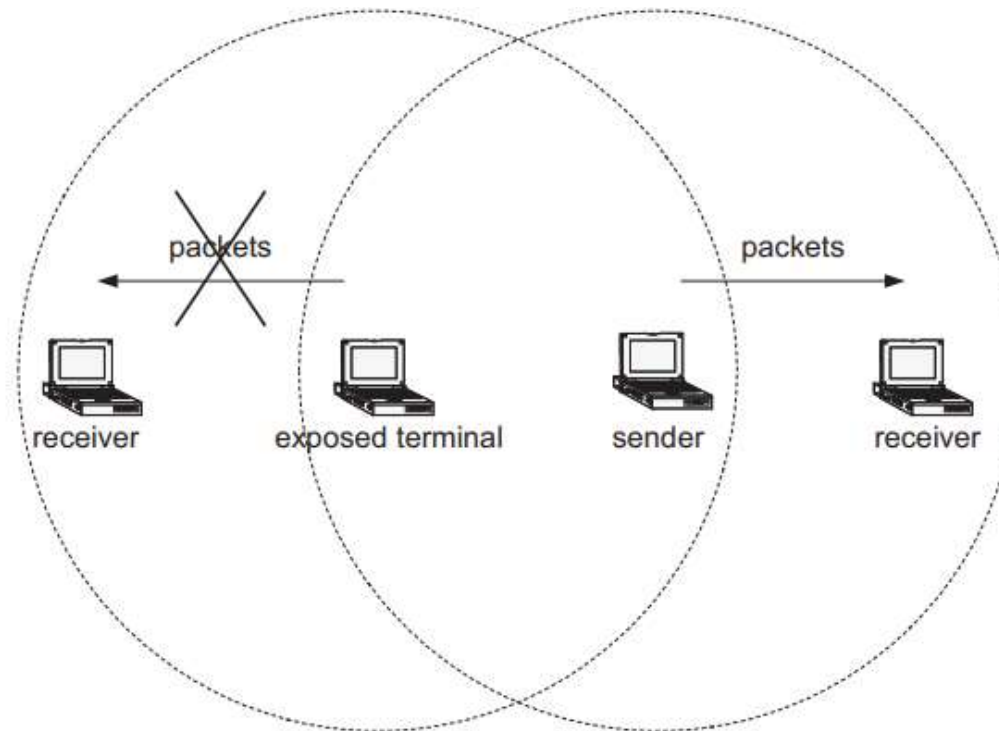 packets
packets
receiver
exposed terminal
sender
receiver